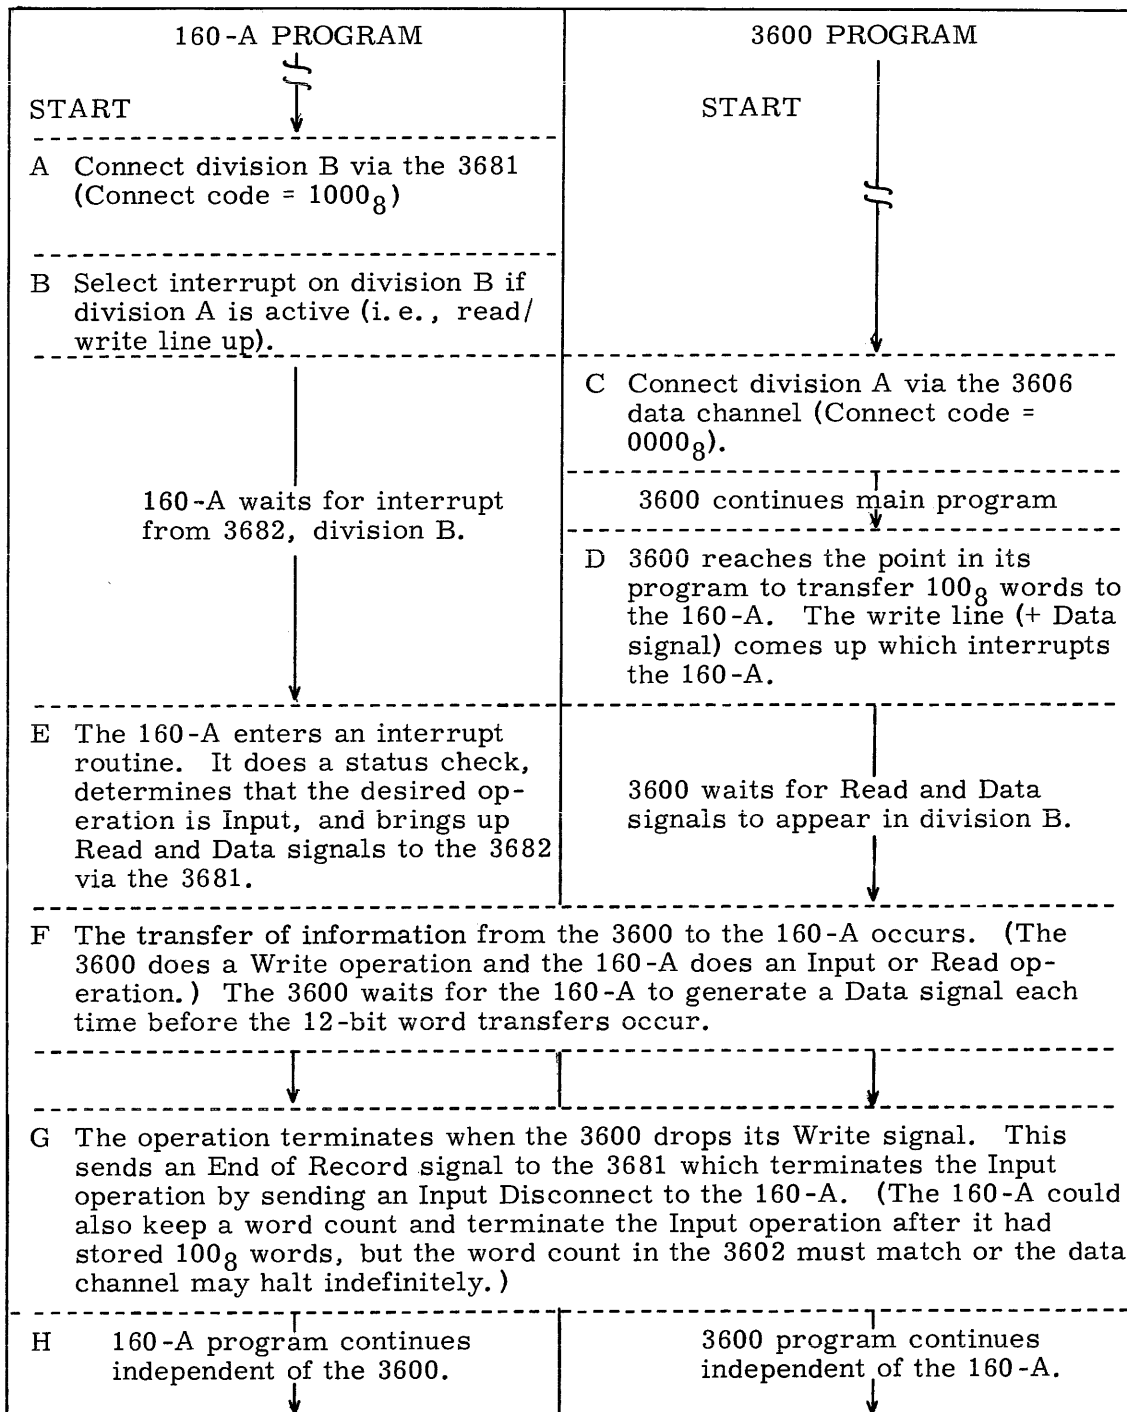 160-A PROGRAM
3600 PROGRAM
START
START
A Connect division B via the 3681
(Connect code = 1000₈)
B Select interrupt on division B if
division A is active (i.e., read/
write line up).
C Connect division A via the 3606
data channel (Connect code =
0000₈).
160-A waits for interrupt
from 3682, division B.
3600 continues main program
D 3600 reaches the point in its
program to transfer 100₈ words to
the 160-A. The write line (+ Data
signal) comes up which interrupts
the 160-A.
E The 160-A enters an interrupt
routine. It does a status check,
determines that the desired op-
eration is Input, and brings up
Read and Data signals to the 3682
via the 3681.
3600 waits for Read and Data
signals to appear in division B.
F The transfer of information from the 3600 to the 160-A occurs. (The
3600 does a Write operation and the 160-A does an Input or Read op-
eration.) The 3600 waits for the 160-A to generate a Data signal each
time before the 12-bit word transfers occur.
G The operation terminates when the 3600 drops its Write signal. This
sends an End of Record signal to the 3681 which terminates the Input
operation by sending an Input Disconnect to the 160-A. (The 160-A could
also keep a word count and terminate the Input operation after it had
stored 100₈ words, but the word count in the 3602 must match or the data
channel may halt indefinitely.)
H 160-A program continues
independent of the 3600.
3600 program continues
independent of the 160-A.